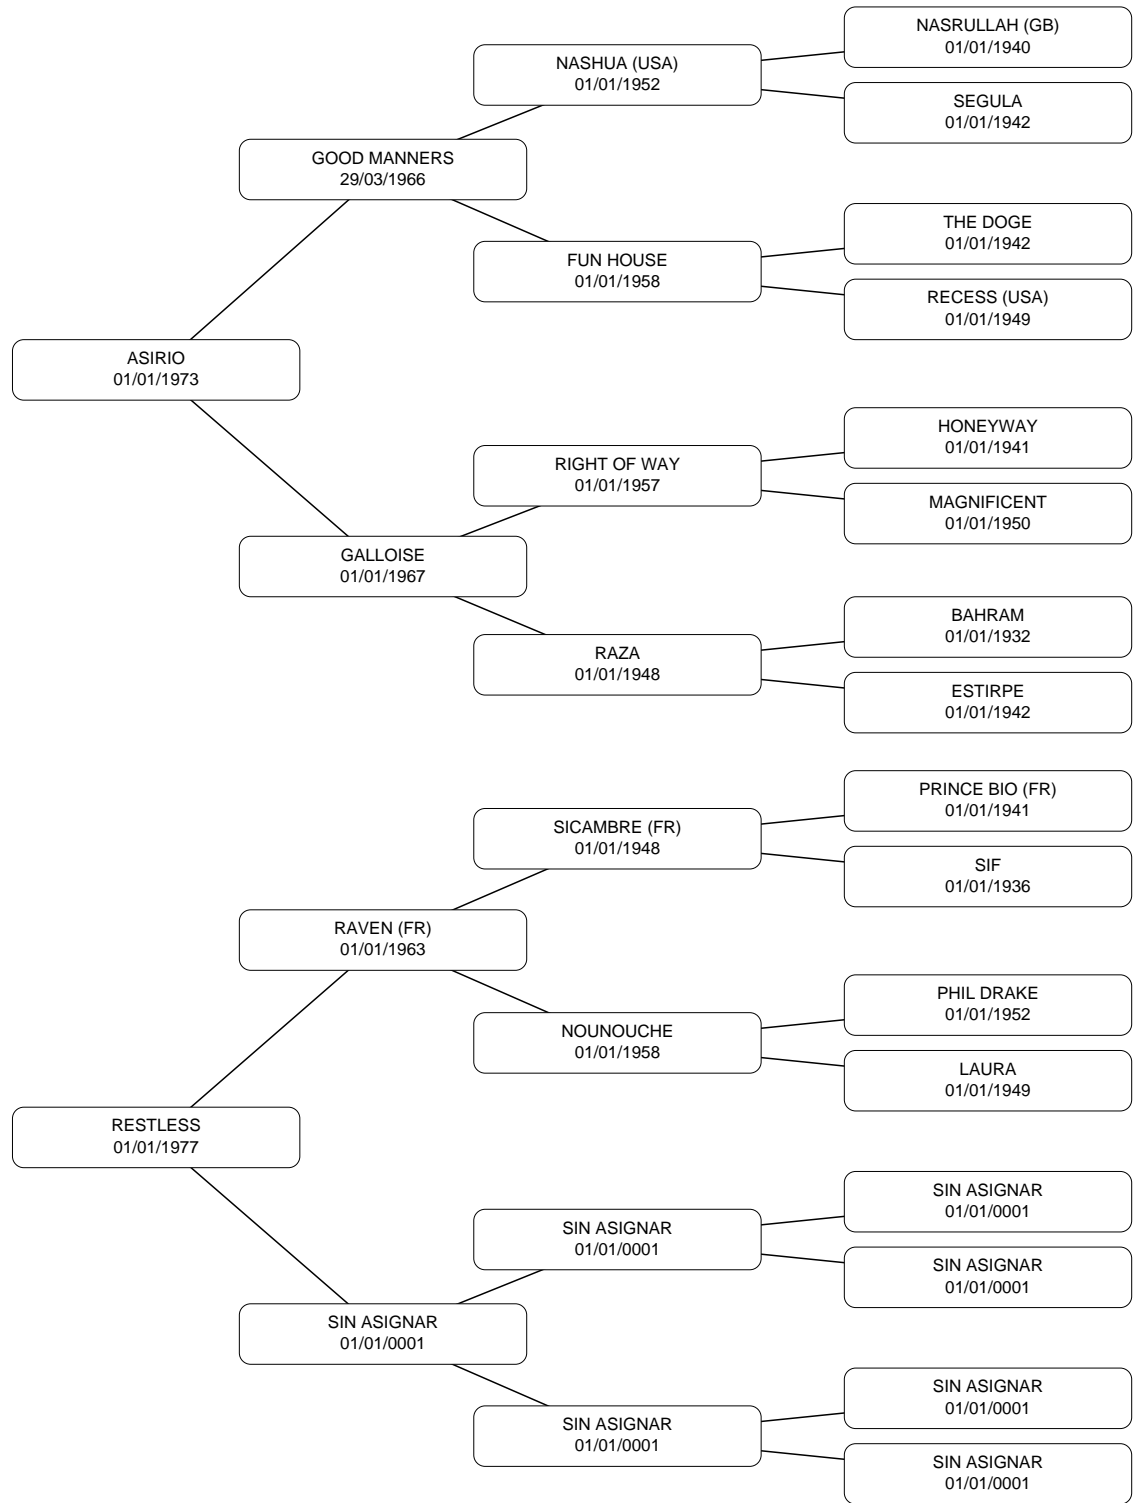 NASRULLAH (GB)
01/01/1940
NASHUA (USA)
01/01/1952
SEGULA
01/01/1942
GOOD MANNERS
29/03/1966
THE DOGE
01/01/1942
FUN HOUSE
01/01/1958
RECESS (USA)
01/01/1949
ASIRIO
01/01/1973
HONEYWAY
01/01/1941
RIGHT OF WAY
01/01/1957
MAGNIFICENT
01/01/1950
GALLOISE
01/01/1967
BAHRAM
01/01/1932
RAZA
01/01/1948
ESTIRPE
01/01/1942
PRINCE BIO (FR)
01/01/1941
SICAMBRE (FR)
01/01/1948
SIF
01/01/1936
RAVEN (FR)
01/01/1963
PHIL DRAKE
01/01/1952
NOUNOUCHE
01/01/1958
LAURA
01/01/1949
RESTLESS
01/01/1977
SIN ASIGNAR
01/01/0001
SIN ASIGNAR
01/01/0001
SIN ASIGNAR
01/01/0001
SIN ASIGNAR
01/01/0001
SIN ASIGNAR
01/01/0001
SIN ASIGNAR
01/01/0001
SIN ASIGNAR
01/01/0001